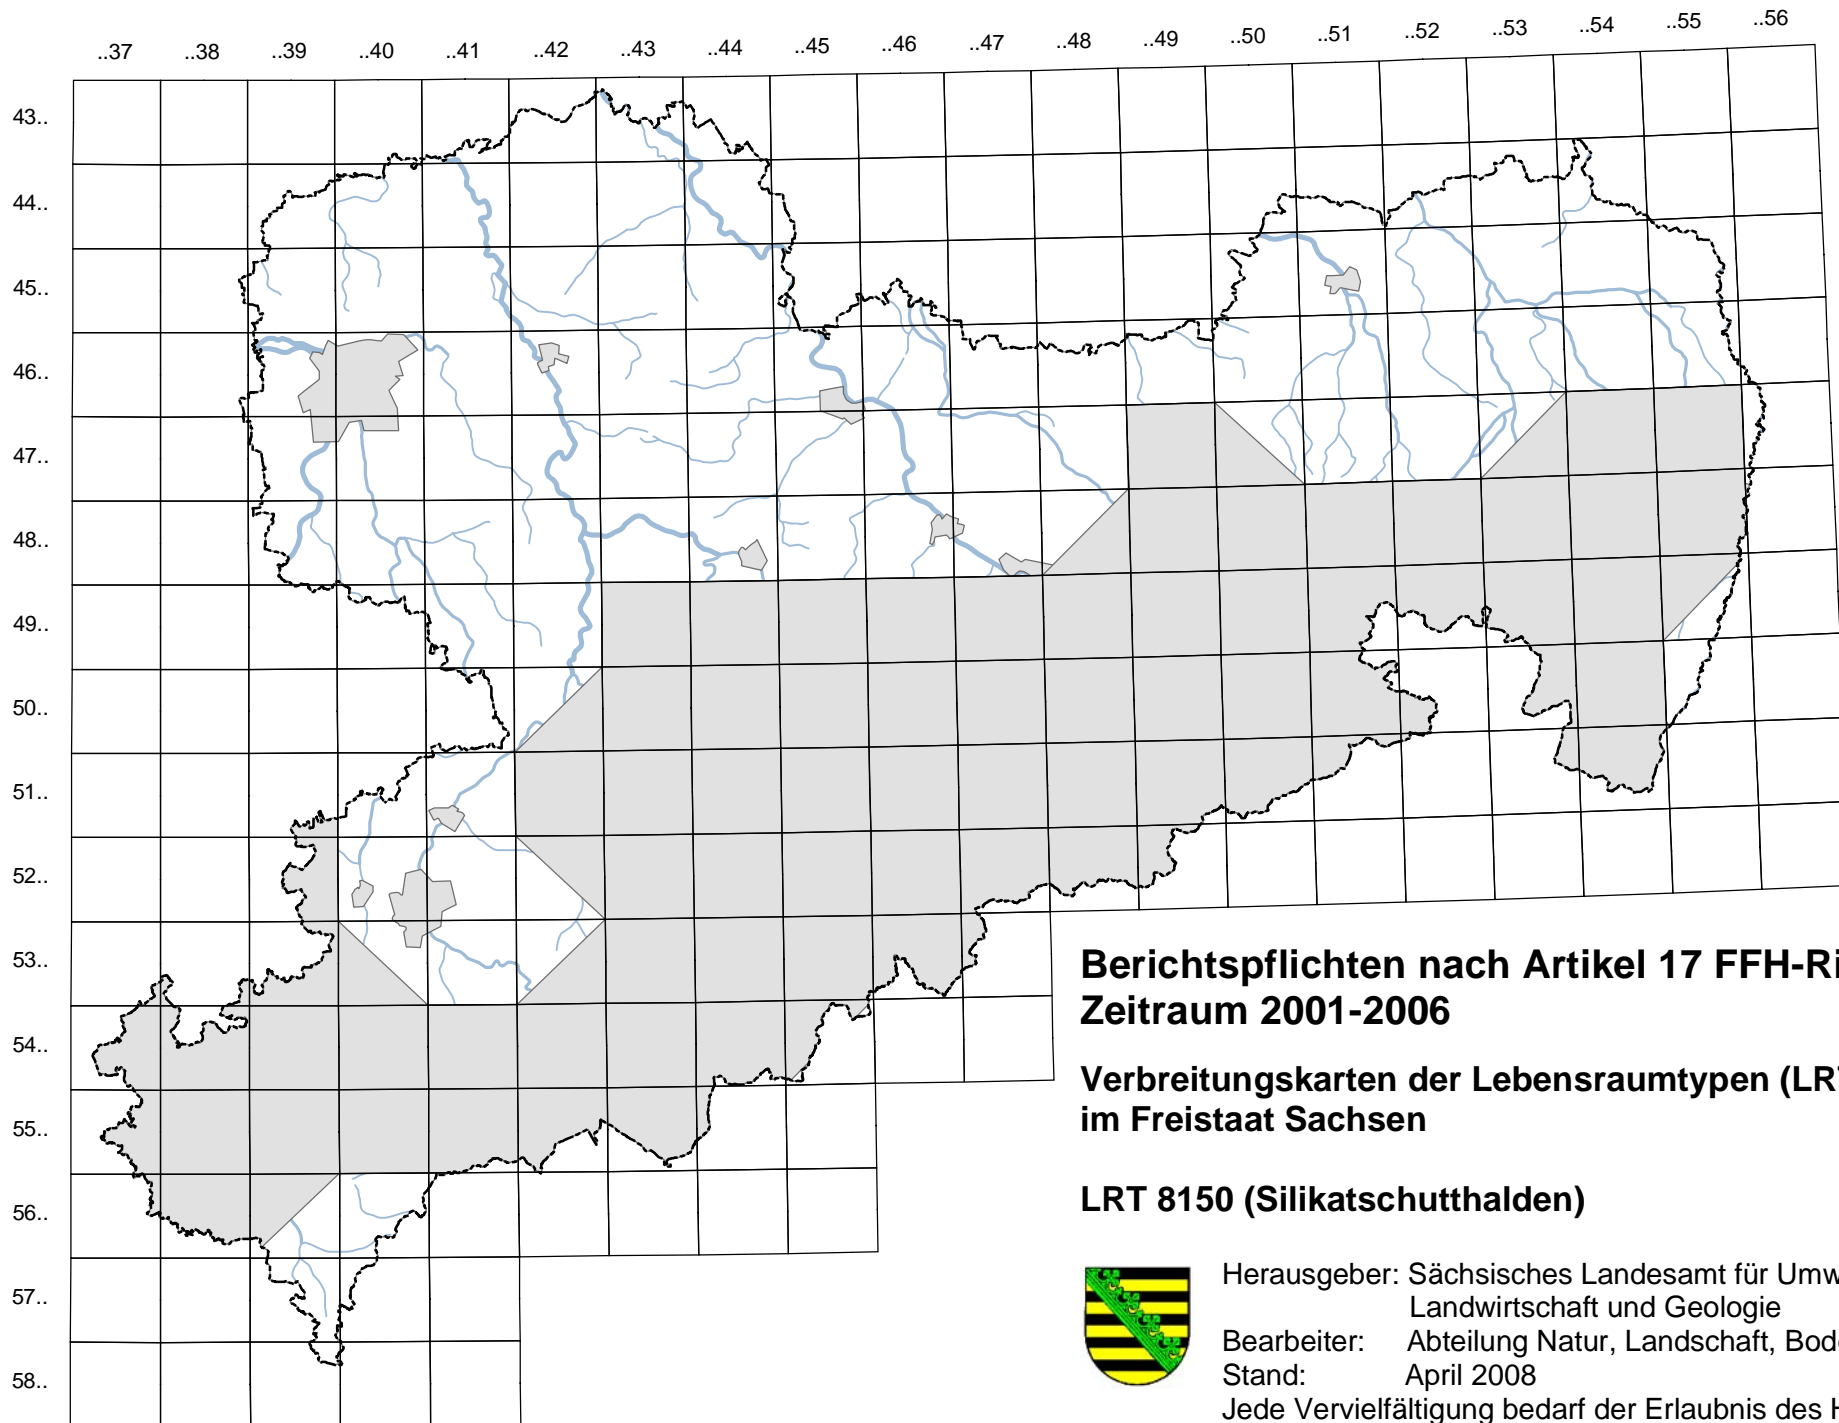 ..37 ..38 ..39 ..40 ..41 ..42 ..43 ..44 ..45 ..46 ..47 ..48 ..49 ..50 ..51 ..52 ..53 ..54 ..55 ..56
43..
44..
45..
46..
47..
48..
49..
50..
51..
52..
53..
54..
55..
56..
57..
58..
Berichtspflichten nach Artikel 17 FFH-Ri
Zeitraum 2001-2006
Verbreitungskarten der Lebensraumtypen (LRT
im Freistaat Sachsen
LRT 8150 (Silikatschutthalden)
Herausgeber: Sächsisches Landesamt für Umw
Landwirtschaft und Geologie
Bearbeiter: Abteilung Natur, Landschaft, Bod
Stand: April 2008
Jede Vervielfältigung bedarf der Erlaubnis des H